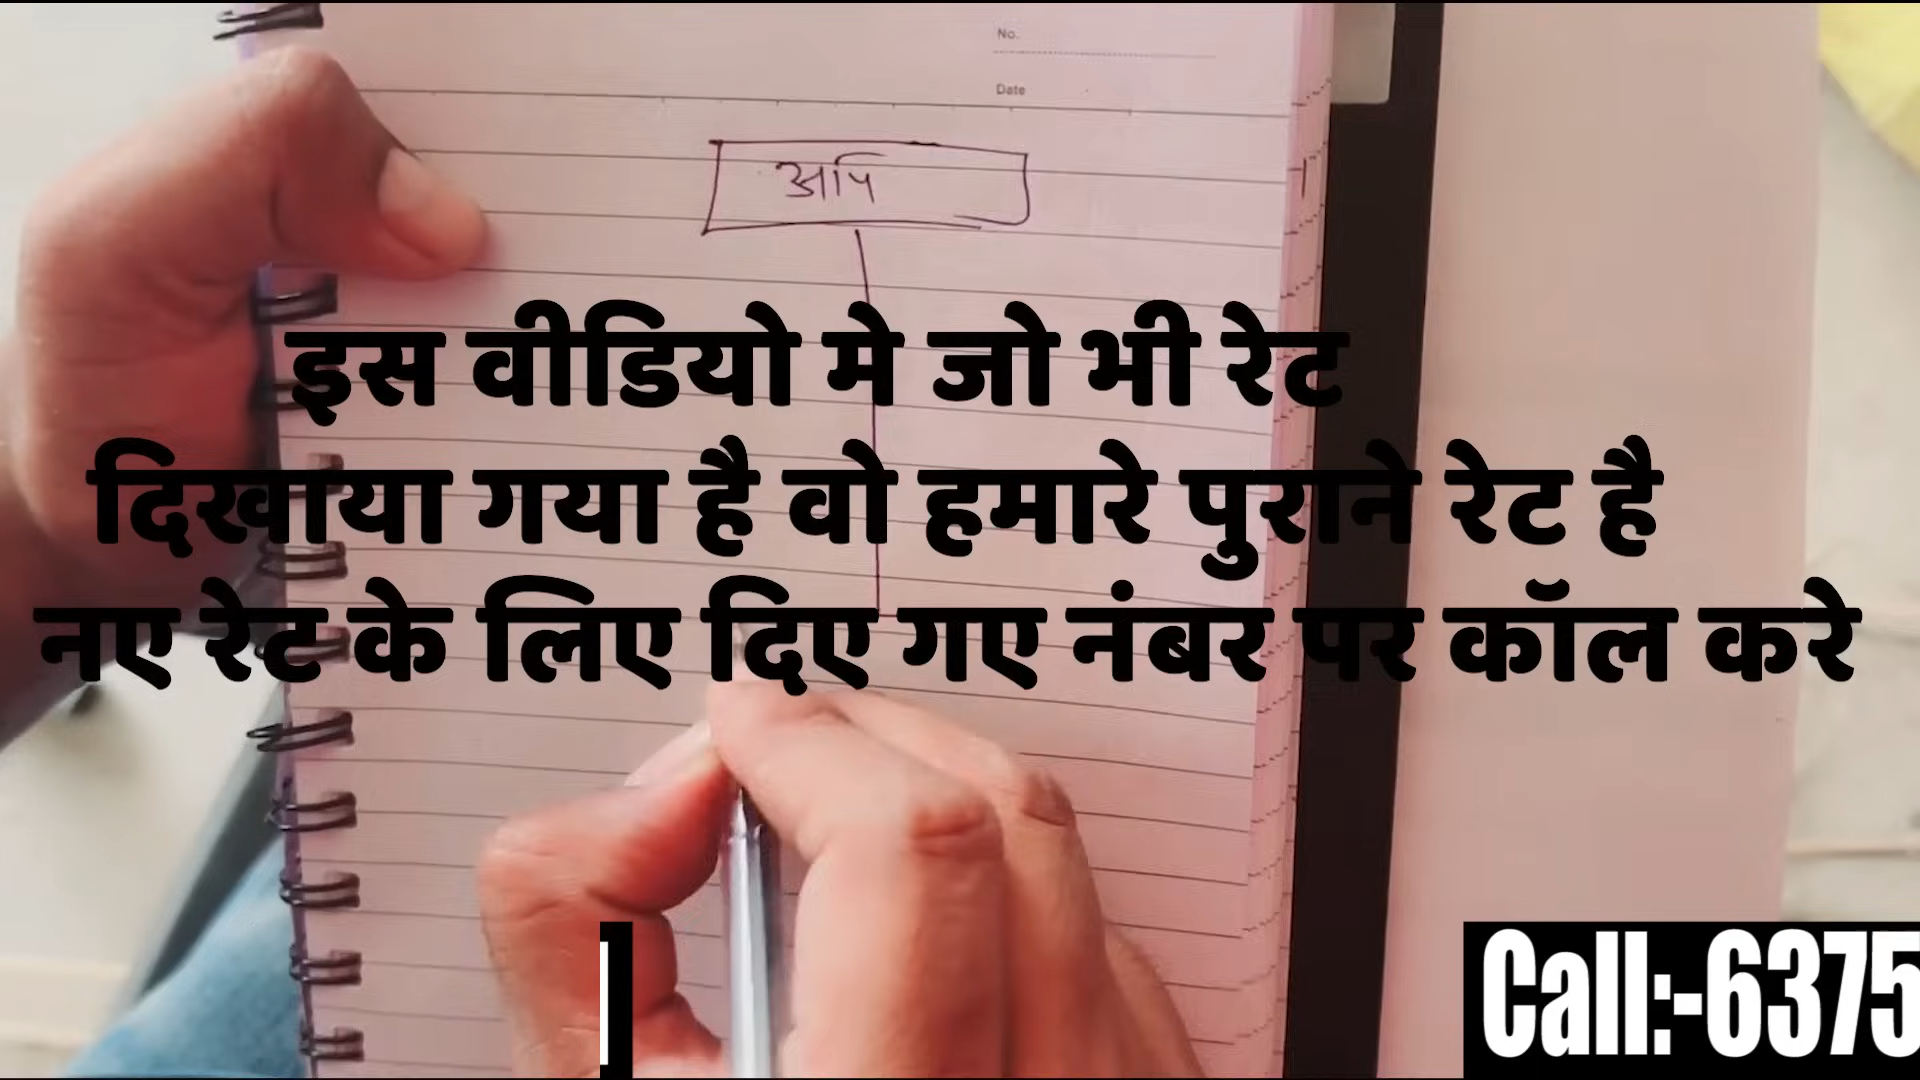 No.
Date
आप
इस वीडियो मे जो भी रेट
दिखाया गया है वो हमारे पुराने रेट है
नए रेट के लिए दिए गए नंबर पर कॉल करे
Call:-6375